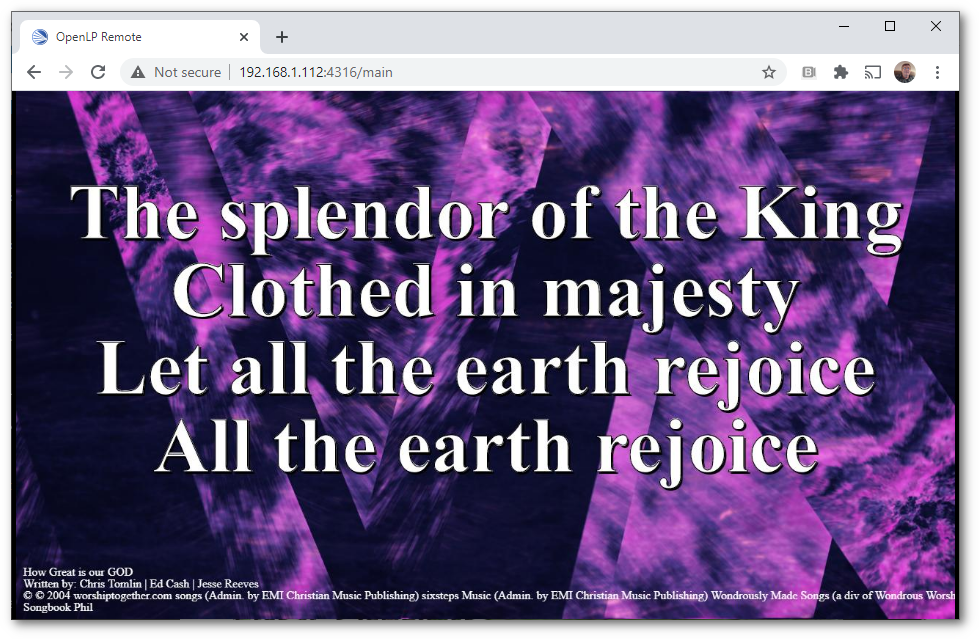 OpenLP Remote
Not secure | 192.168.1.112:4316/main
The splendor of the King
Clothed in majesty
Let all the earth rejoice
All the earth rejoice
How Great is our GOD
Written by: Chris Tomlin | Ed Cash | Jesse Reeves
© © 2004 worshiptogether.com songs (Admin. by EMI Christian Music Publishing) sixsteps Music (Admin. by EMI Christian Music Publishing) Wondrously Made Songs (a div of Wondrous Worsh
Songbook Phil